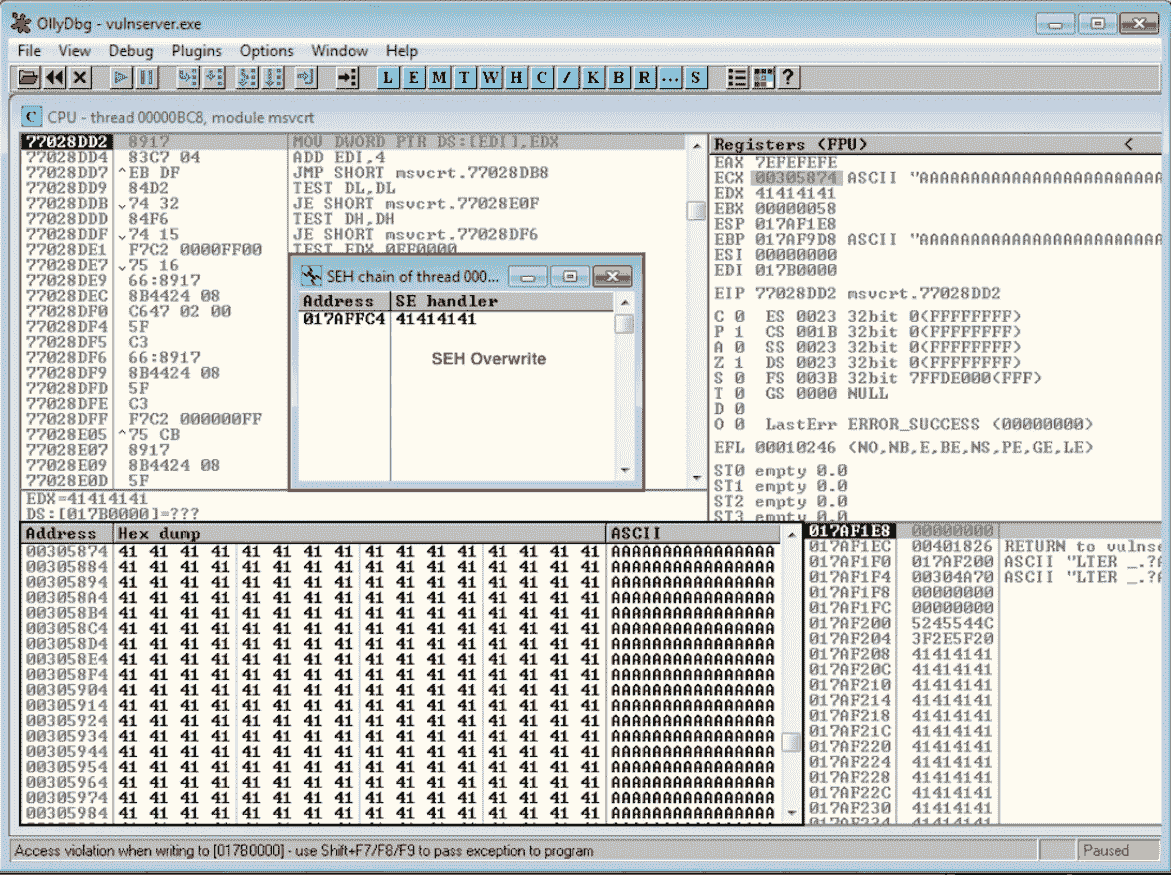 OllyDbg - vulnserver.exe
File View Debug Plugins Options Window Help
L E M T W H C / K B R ... S ?
C CPU - thread 00000BC8, module msvcrt
77028DD2 8917 MOV DWORD PTR DS:[EDI],EDX
77028DD4 83C7 04 ADD EDI,4
77028DD7 ^EB DF JMP SHORT msvcrt.77028DB8
77028DD9 84D2 TEST DL,DL
77028DDB ⌄74 32 JE SHORT msvcrt.77028E0F
77028DDD 84F6 TEST DH,DH
77028DDF ⌄74 15 JE SHORT msvcrt.77028DF6
77028DE1 F7C2 0000FF00 TEST EDX,0FF0000
77028DE7 ⌄75 16
77028DE9 66:8917
77028DEC 8B4424 08
77028DF0 C647 02 00
77028DF4 5F
77028DF5 C3
77028DF6 66:8917
77028DF9 8B4424 08
77028DFD 5F
77028DFE C3
77028DFF F7C2 000000FF
77028E05 ^75 CB
77028E07 8917
77028E09 8B4424 08
77028E0D 5F
EDX=41414141
DS:[017B0000]=???
SEH chain of thread 000...
Address SE handler
017AFFC4 41414141
SEH Overwrite
Registers (FPU) <
EAX 7EFEFEFE
ECX 00305874 ASCII "AAAAAAAAAAAAAAAAAAAAAAAA
EDX 41414141
EBX 00000058
ESP 017AF1E8
EBP 017AF9D8 ASCII "AAAAAAAAAAAAAAAAAAAAAAAA
ESI 00000000
EDI 017B0000
EIP 77028DD2 msvcrt.77028DD2
C 0 ES 0023 32bit 0(FFFFFFFF)
P 1 CS 001B 32bit 0(FFFFFFFF)
A 0 SS 0023 32bit 0(FFFFFFFF)
Z 1 DS 0023 32bit 0(FFFFFFFF)
S 0 FS 003B 32bit 7FFDE000(FFF)
T 0 GS 0000 NULL
D 0
O 0 LastErr ERROR_SUCCESS (00000000)
EFL 00010246 (NO,NB,E,BE,NS,PE,GE,LE)
ST0 empty 0.0
ST1 empty 0.0
ST2 empty 0.0
ST3 empty 0.0
Address Hex dump ASCII
00305874 41 41 41 41 41 41 41 41 41 41 41 41 41 41 41 41 AAAAAAAAAAAAAAAA
00305884 41 41 41 41 41 41 41 41 41 41 41 41 41 41 41 41 AAAAAAAAAAAAAAAA
00305894 41 41 41 41 41 41 41 41 41 41 41 41 41 41 41 41 AAAAAAAAAAAAAAAA
003058A4 41 41 41 41 41 41 41 41 41 41 41 41 41 41 41 41 AAAAAAAAAAAAAAAA
003058B4 41 41 41 41 41 41 41 41 41 41 41 41 41 41 41 41 AAAAAAAAAAAAAAAA
003058C4 41 41 41 41 41 41 41 41 41 41 41 41 41 41 41 41 AAAAAAAAAAAAAAAA
003058D4 41 41 41 41 41 41 41 41 41 41 41 41 41 41 41 41 AAAAAAAAAAAAAAAA
003058E4 41 41 41 41 41 41 41 41 41 41 41 41 41 41 41 41 AAAAAAAAAAAAAAAA
003058F4 41 41 41 41 41 41 41 41 41 41 41 41 41 41 41 41 AAAAAAAAAAAAAAAA
00305904 41 41 41 41 41 41 41 41 41 41 41 41 41 41 41 41 AAAAAAAAAAAAAAAA
00305914 41 41 41 41 41 41 41 41 41 41 41 41 41 41 41 41 AAAAAAAAAAAAAAAA
00305924 41 41 41 41 41 41 41 41 41 41 41 41 41 41 41 41 AAAAAAAAAAAAAAAA
00305934 41 41 41 41 41 41 41 41 41 41 41 41 41 41 41 41 AAAAAAAAAAAAAAAA
00305944 41 41 41 41 41 41 41 41 41 41 41 41 41 41 41 41 AAAAAAAAAAAAAAAA
00305954 41 41 41 41 41 41 41 41 41 41 41 41 41 41 41 41 AAAAAAAAAAAAAAAA
00305964 41 41 41 41 41 41 41 41 41 41 41 41 41 41 41 41 AAAAAAAAAAAAAAAA
00305974 41 41 41 41 41 41 41 41 41 41 41 41 41 41 41 41 AAAAAAAAAAAAAAAA
00305984 41 41 41 41 41 41 41 41 41 41 41 41 41 41 41 41 AAAAAAAAAAAAAAAA
017AF1E8 00000000
017AF1EC 00401826 RETURN to vulnse
017AF1F0 017AF200 ASCII "LTER _.?A
017AF1F4 00304A70 ASCII "LTER _.?A
017AF1F8 00000000
017AF1FC 00000000
017AF200 5245544C
017AF204 3F2E5F20
017AF208 41414141
017AF20C 41414141
017AF210 41414141
017AF214 41414141
017AF218 41414141
017AF21C 41414141
017AF220 41414141
017AF224 41414141
017AF228 41414141
017AF22C 41414141
017AF230 41414141
017AF234 41414141
Access violation when writing to [017B0000] - use Shift+F7/F8/F9 to pass exception to program
Paused